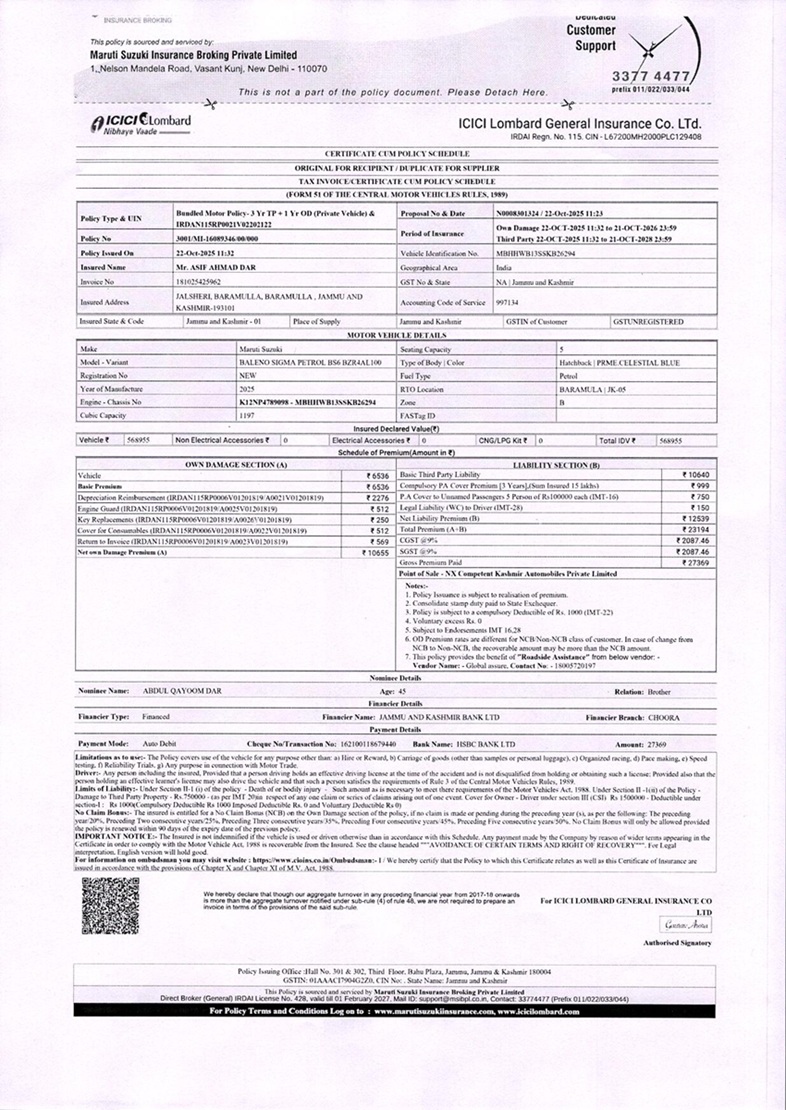 INSURANCE BROKING
This policy is sourced and serviced by:
Maruti Suzuki Insurance Broking Private Limited
1, Nelson Mandela Road, Vasant Kunj, New Delhi - 110070
Dedicated
Customer
Support
3377 4477
prefix 011/022/033/044
This is not a part of the policy document. Please Detach Here.
ICICI Lombard
Nibhaye Vaade
ICICI Lombard General Insurance Co. Ltd.
IRDAI Regn. No. 115. CIN - L67200MH2000PLC129408
CERTIFICATE CUM POLICY SCHEDULE
ORIGINAL FOR RECIPIENT / DUPLICATE FOR SUPPLIER
TAX INVOICE/CERTIFICATE CUM POLICY SCHEDULE
(FORM 51 OF THE CENTRAL MOTOR VEHICLES RULES, 1989)
Policy Type & UIN Bundled Motor Policy- 3 Yr TP + 1 Yr OD (Private Vehicle) & IRDAN115RP0021V02202122 Proposal No & Date N0008301324 / 22-Oct-2025 11:23
Policy No 3001/MI-16089346/00/000 Period of Insurance Own Damage 22-OCT-2025 11:32 to 21-OCT-2026 23:59
Third Party 22-OCT-2025 11:32 to 21-OCT-2028 23:59
Policy Issued On 22-Oct-2025 11:32 Vehicle Identification No. MBHHWB13SSKB26294
Insured Name Mr. ASIF AHMAD DAR Geographical Area India
Invoice No 181025425962 GST No & State NA | Jammu and Kashmir
Insured Address JALSHERI, BARAMULLA, BARAMULLA , JAMMU AND KASHMIR-193101 Accounting Code of Service 997134
Insured State & Code Jammu and Kashmir - 01 Place of Supply Jammu and Kashmir GSTIN of Customer GSTUNREGISTERED
MOTOR VEHICLE DETAILS
Make Maruti Suzuki Seating Capacity 5
Model - Variant BALENO SIGMA PETROL BS6 BZR4AL100 Type of Body | Color Hatchback | PRME.CELESTIAL BLUE
Registration No NEW Fuel Type Petrol
Year of Manufacture 2025 RTO Location BARAMULA | JK-05
Engine - Chassis No K12NP4789098 - MBHHWB13SSKB26294 Zone B
Cubic Capacity 1197 FASTag ID
Insured Declared Value(₹)
Vehicle ₹ 568955 Non Electrical Accessories ₹ 0 Electrical Accessories ₹ 0 CNG/LPG Kit ₹ 0 Total IDV ₹ 568955
Schedule of Premium(Amount in ₹)
OWN DAMAGE SECTION (A)
Vehicle ₹ 6536
Basic Premium ₹ 6536
Depreciation Reimbursement (IRDAN115RP0006V01201819/A0021V01201819) ₹ 2276
Engine Guard (IRDAN115RP0006V01201819/A0025V01201819) ₹ 512
Key Replacements (IRDAN115RP0006V01201819/A0026V01201819) ₹ 250
Cover for Consumables (IRDAN115RP0006V01201819/A0022V01201819) ₹ 512
Return to Invoice (IRDAN115RP0006V01201819/A0023V01201819) ₹ 569
Net own Damage Premium (A) ₹ 10655
LIABILITY SECTION (B)
Basic Third Party Liability ₹ 10640
Compulsory PA Cover Premium [3 Years],(Sum Insured 15 lakhs) ₹ 999
P.A Cover to Unnamed Passengers 5 Person of Rs100000 each (IMT-16) ₹ 750
Legal Liability (WC) to Driver (IMT-28) ₹ 150
Net Liability Premium (B) ₹ 12539
Total Premium (A+B) ₹ 23194
CGST @9% ₹ 2087.46
SGST @9% ₹ 2087.46
Gross Premium Paid ₹ 27369
Point of Sale - NX Competent Kashmir Automobiles Private Limited
Notes:-
1. Policy Issuance is subject to realisation of premium.
2. Consolidate stamp duty paid to State Exchequer.
3. Policy is subject to a compulsory Deductible of Rs. 1000 (IMT-22)
4. Voluntary excess Rs. 0
5. Subject to Endorsements IMT 16,28
6. OD Premium rates are different for NCB/Non-NCB class of customer. In case of change from
NCB to Non-NCB, the recoverable amount may be more than the NCB amount.
7. This policy provides the benefit of "Roadside Assistance" from below vendor: -
Vendor Name: - Global assure. Contact No: - 18005720197
Nominee Details
Nominee Name: ABDUL QAYOOM DAR Age: 45 Relation: Brother
Financier Details
Financier Type: Financed Financier Name: JAMMU AND KASHMIR BANK LTD Financier Branch: CHOORA
Payment Details
Payment Mode: Auto Debit Cheque No/Transaction No: 162100118679440 Bank Name: HSBC BANK LTD Amount: 27369
Limitations as to use:- The Policy covers use of the vehicle for any purpose other than: a) Hire or Reward, b) Carriage of goods (other than samples or personal luggage), c) Organized racing, d) Pace making, e) Speed
testing, f) Reliability Trials, g) Any purpose in connection with Motor Trade.
Driver:- Any person including the insured, Provided that a person driving holds an effective driving license at the time of the accident and is not disqualified from holding or obtaining such a license: Provided also that the
person holding an effective learner's license may also drive the vehicle and that such a person satisfies the requirements of Rule 3 of the Central Motor Vehicles Rules, 1989.
Limits of Liability:- Under Section II-1 (i) of the policy - Death of or bodily injury - Such amount as is necessary to meet there requirements of the Motor Vehicles Act, 1988. Under Section II -1(ii) of the Policy -
Damage to Third Party Property - Rs.750000 - (as per IMT 20)in respect of any one claim or series of claims arising out of one event. Cover for Owner - Driver under section III (CSI) Rs 1500000 - Deductible under
section-I : Rs 1000(Compulsory Deductible Rs 1000 Imposed Deductible Rs. 0 and Voluntary Deductible Rs 0)
No Claim Bonus:- The insured is entitled for a No Claim Bonus (NCB) on the Own Damage section of the policy, if no claim is made or pending during the preceding year (s), as per the following: The preceding
year/20%, Preceding Two consecutive years/25%, Preceding Three consecutive years/35%, Preceding Four consecutive years/45%, Preceding Five consecutive years/50%. No Claim Bonus will only be allowed provided
the policy is renewed within 90 days of the expiry date of the previous policy.
IMPORTANT NOTICE:- The Insured is not indemnified if the vehicle is used or driven otherwise than in accordance with this Schedule. Any payment made by the Company by reason of wider terms appearing in the
Certificate in order to comply with the Motor Vehicle Act, 1988 is recoverable from the Insured. See the clause headed """AVOIDANCE OF CERTAIN TERMS AND RIGHT OF RECOVERY""". For Legal
interpretation, English version will hold good.
For information on ombudsman you may visit website : https://www.cioins.co.in/Ombudsman:- I / We hereby certify that the Policy to which this Certificate relates as well as this Certificate of Insurance are
issued in accordance with the provisions of Chapter X and Chapter XI of M.V. Act, 1988.
We hereby declare that though our aggregate turnover in any preceding financial year from 2017-18 onwards
is more than the aggregate turnover notified under sub-rule (4) of rule 48, we are not required to prepare an
invoice in terms of the provisions of the said sub-rule.
For ICICI LOMBARD GENERAL INSURANCE CO
LTD
Authorised Signatory
Policy Issuing Office :Hall No. 301 & 302, Third Floor, Bahu Plaza, Jammu, Jammu & Kashmir 180004
GSTIN: 01AAACI7904G2Z0, CIN No: . State Name: Jammu and Kashmir
This Policy is sourced and serviced by Maruti Suzuki Insurance Broking Private Limited
Direct Broker (General) IRDAI License No. 428, valid till 01 February 2027, Mail ID: support@msibpl.co.in, Contact: 33774477 (Prefix 011/022/033/044)
For Policy Terms and Conditions Log on to : www.marutisuzukiinsurance.com, www.icicilombard.com